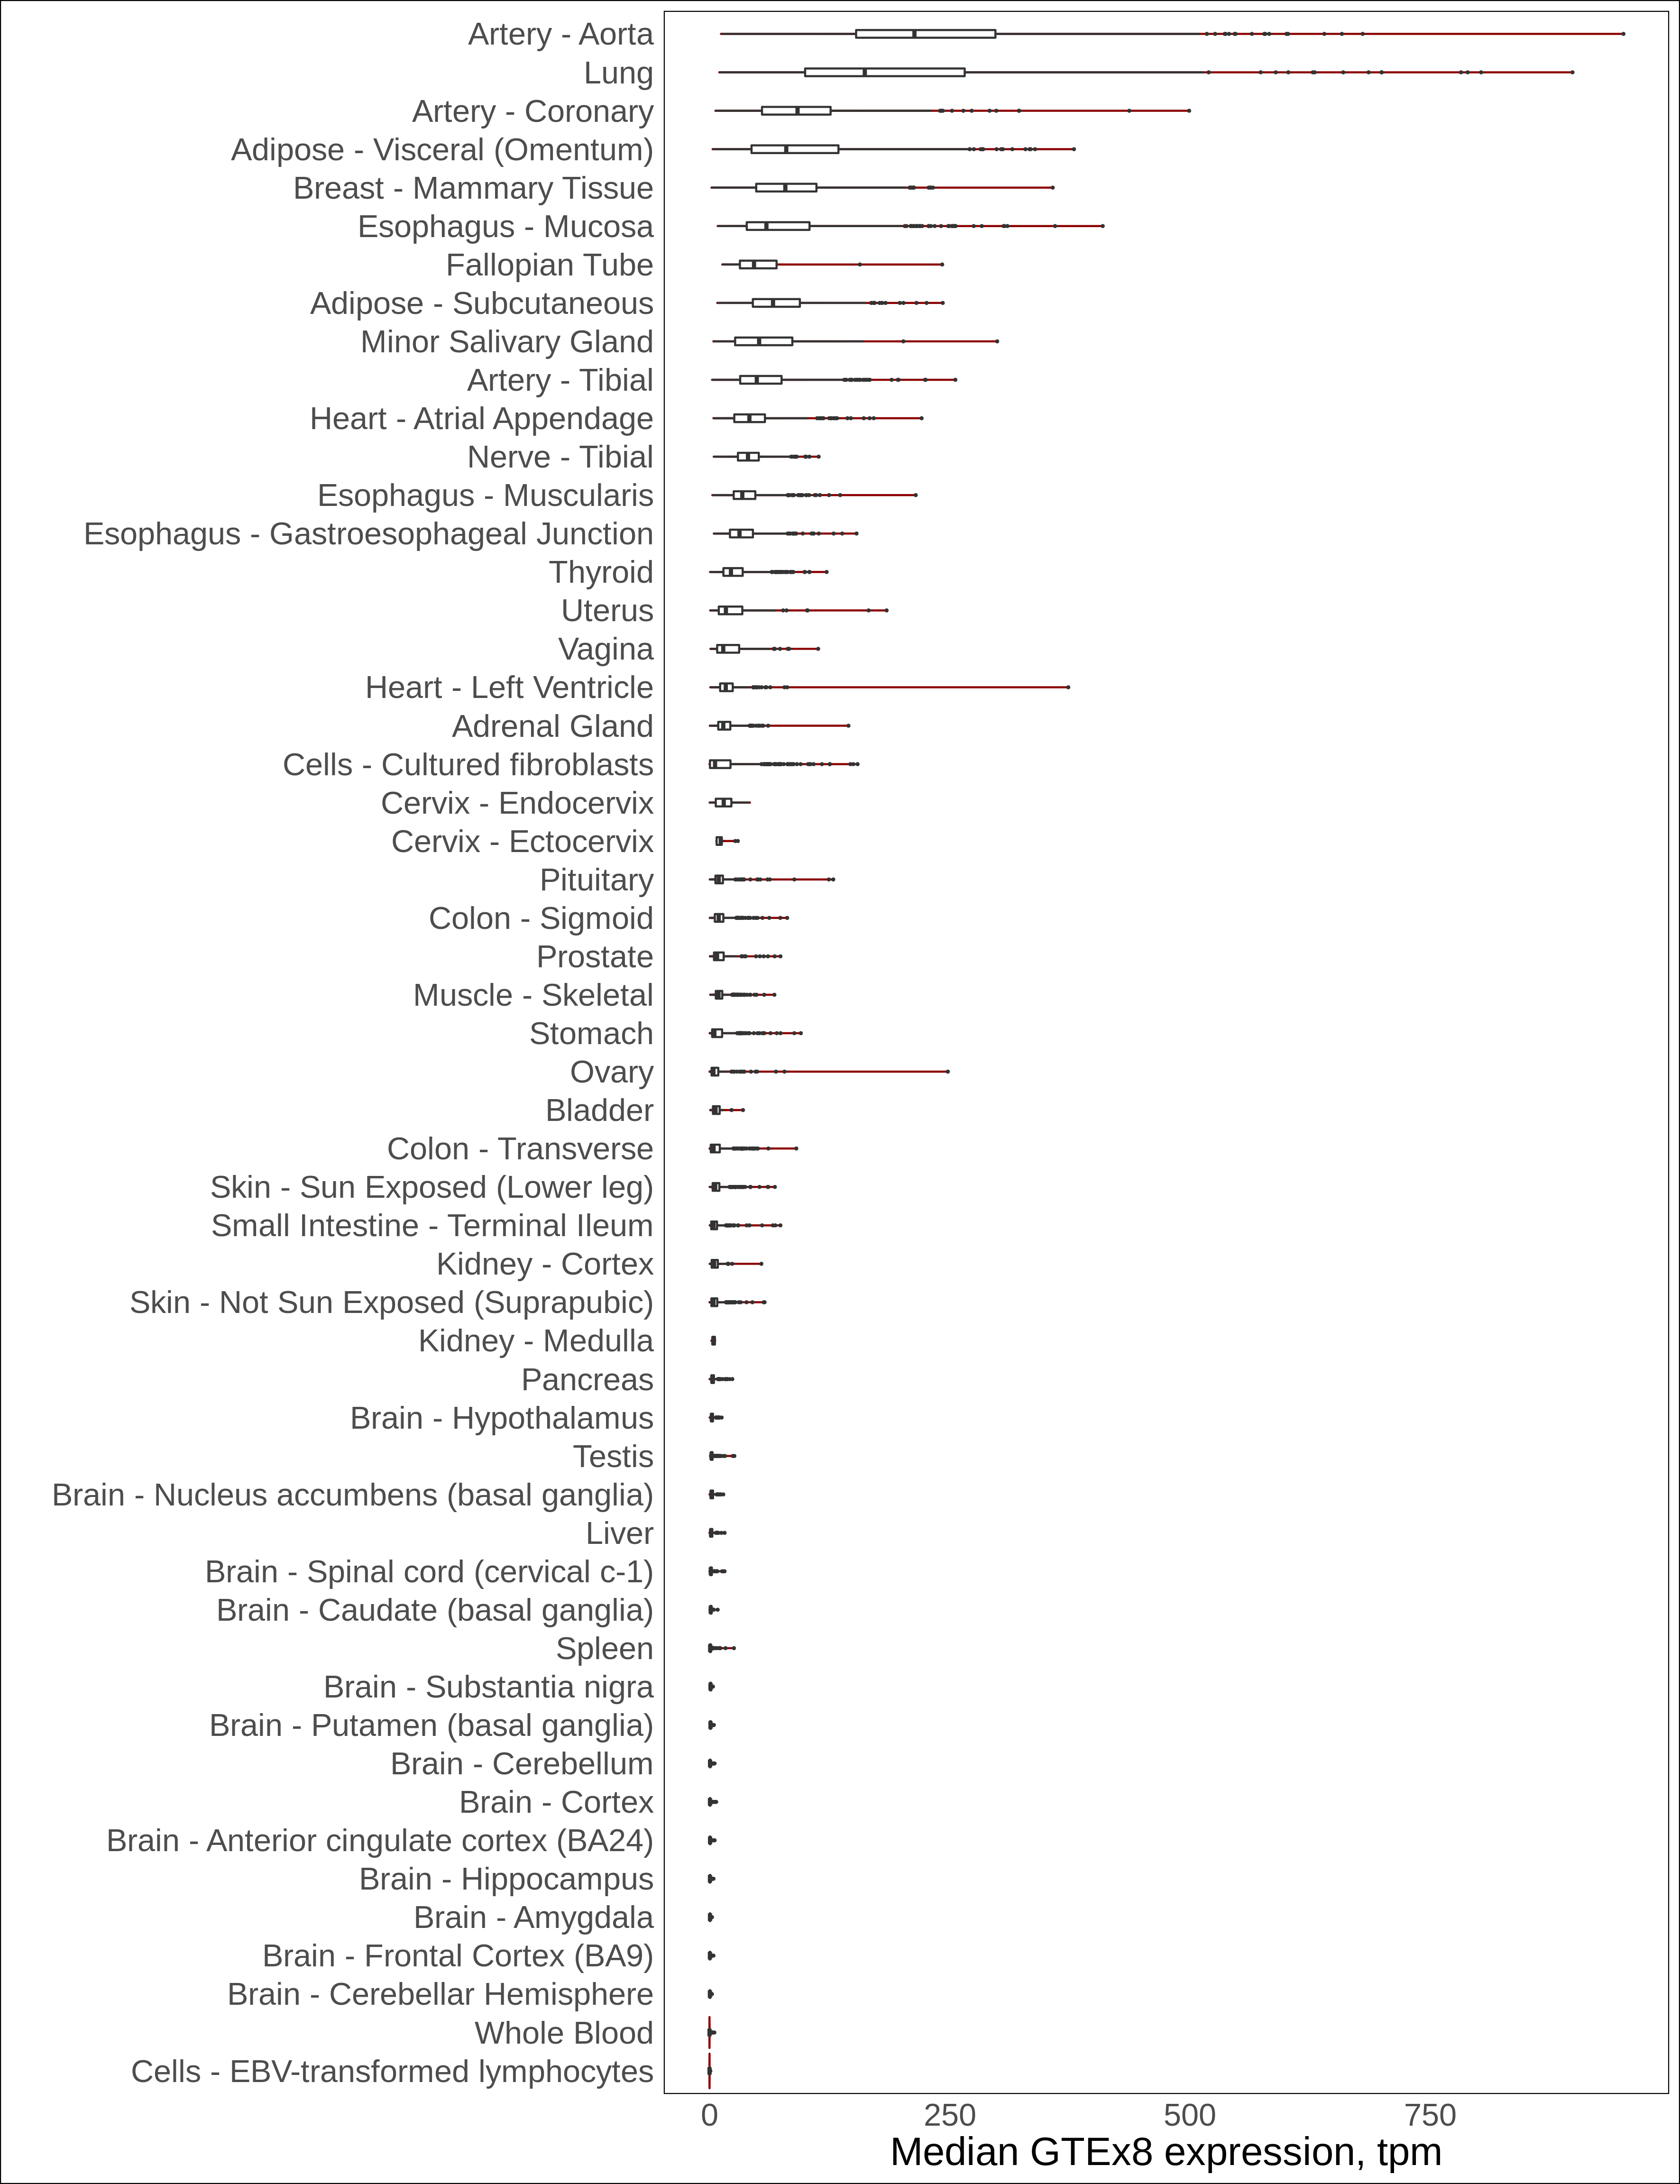 Artery - Aorta
Lung
Artery - Coronary
Adipose - Visceral (Omentum)
Breast - Mammary Tissue
Esophagus - Mucosa
Fallopian Tube
Adipose - Subcutaneous
Minor Salivary Gland
Artery - Tibial
Heart - Atrial Appendage
Nerve - Tibial
Esophagus - Muscularis
Esophagus - Gastroesophageal Junction
Thyroid
Uterus
Vagina
Heart - Left Ventricle
Adrenal Gland
Cells - Cultured fibroblasts
Cervix - Endocervix
Cervix - Ectocervix
Pituitary
Colon - Sigmoid
Prostate
Muscle - Skeletal
Stomach
Ovary
Bladder
Colon - Transverse
Skin - Sun Exposed (Lower leg)
Small Intestine - Terminal Ileum
Kidney - Cortex
Skin - Not Sun Exposed (Suprapubic)
Kidney - Medulla
Pancreas
Brain - Hypothalamus
Testis
Brain - Nucleus accumbens (basal ganglia)
Liver
Brain - Spinal cord (cervical c-1)
Brain - Caudate (basal ganglia)
Spleen
Brain - Substantia nigra
Brain - Putamen (basal ganglia)
Brain - Cerebellum
Brain - Cortex
Brain - Anterior cingulate cortex (BA24)
Brain - Hippocampus
Brain - Amygdala
Brain - Frontal Cortex (BA9)
Brain - Cerebellar Hemisphere
Whole Blood
Cells - EBV-transformed lymphocytes
0 250 500 750
Median GTEx8 expression, tpm